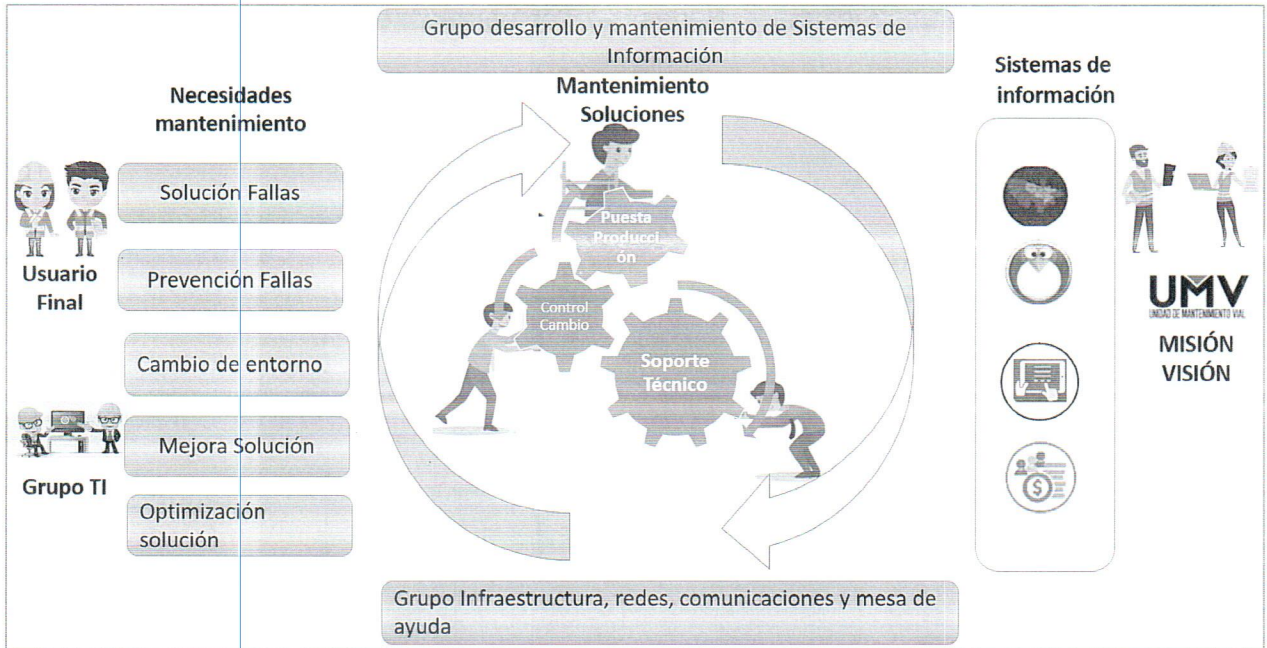 Grupo desarrollo y mantenimiento de Sistemas de
Información
Necesidades
mantenimiento
Mantenimiento
Soluciones
Sistemas de
información
Usuario
Final
Grupo TI
Solución Fallas
Prevención Fallas
Cambio de entorno
Mejora Solución
Optimización
solución
Puesta
Producci
ón
Control
Cambio
Soporte
Técnico
UMV
UNIDAD DE MANTENIMIENTO VIAL
MISIÓN
VISIÓN
Grupo Infraestructura, redes, comunicaciones y mesa de
ayuda